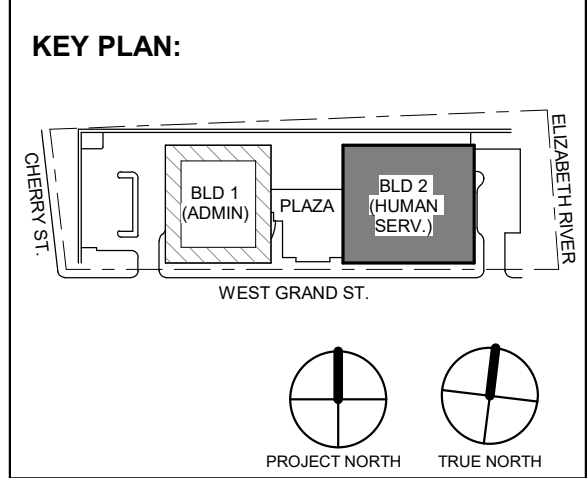 KEY PLAN:
CHERRY ST.
BLD 1
(ADMIN)
PLAZA
BLD 2
(HUMAN
SERV.)
ELIZABETH RIVER
WEST GRAND ST.
PROJECT NORTH
TRUE NORTH